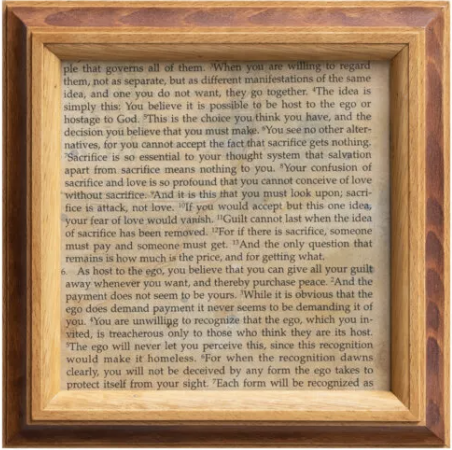 ple that governs all of them. ³When you are willing to regard
them, not as separate, but as different manifestations of the same
idea, and one you do not want, they go together. ⁴The idea is
simply this: You believe it is possible to be host to the ego or
hostage to God. ⁵This is the choice you think you have, and the
decision you believe that you must make. ⁶You see no other alter-
natives, for you cannot accept the fact that sacrifice gets nothing.
⁷Sacrifice is so essential to your thought system that salvation
apart from sacrifice means nothing to you. ⁸Your confusion of
sacrifice and love is so profound that you cannot conceive of love
without sacrifice. ⁹And it is this that you must look upon; sacri-
fice is attack, not love. ¹⁰If you would accept but this one idea,
your fear of love would vanish. ¹¹Guilt cannot last when the idea
of sacrifice has been removed. ¹²For if there is sacrifice, someone
must pay and someone must get. ¹³And the only question that
remains is how much is the price, and for getting what.
6. As host to the ego, you believe that you can give all your guilt
away whenever you want, and thereby purchase peace. ²And the
payment does not seem to be yours. ³While it is obvious that the
ego does demand payment it never seems to be demanding it of
you. ⁴You are unwilling to recognize that the ego, which you in-
vited, is treacherous only to those who think they are its host.
⁵The ego will never let you perceive this, since this recognition
would make it homeless. ⁶For when the recognition dawns
clearly, you will not be deceived by any form the ego takes to
protect itself from your sight. ⁷Each form will be recognized as